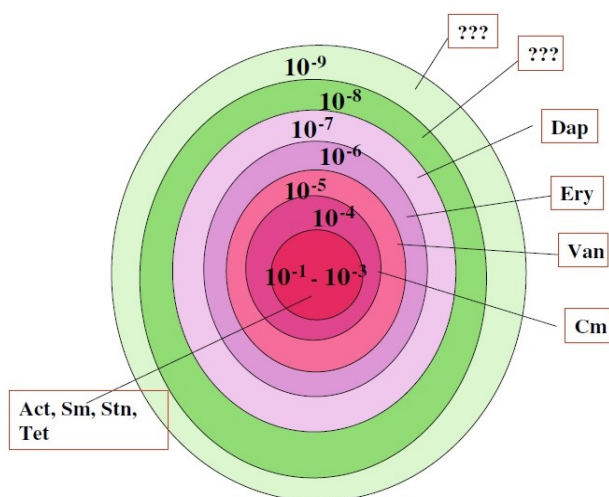 ???
10⁻⁹
???
10⁻⁸
Dap
10⁻⁷
10⁻⁶
Ery
10⁻⁵
10⁻⁴
Van
10⁻¹ - 10⁻³
Cm
Act, Sm, Stn,
Tet